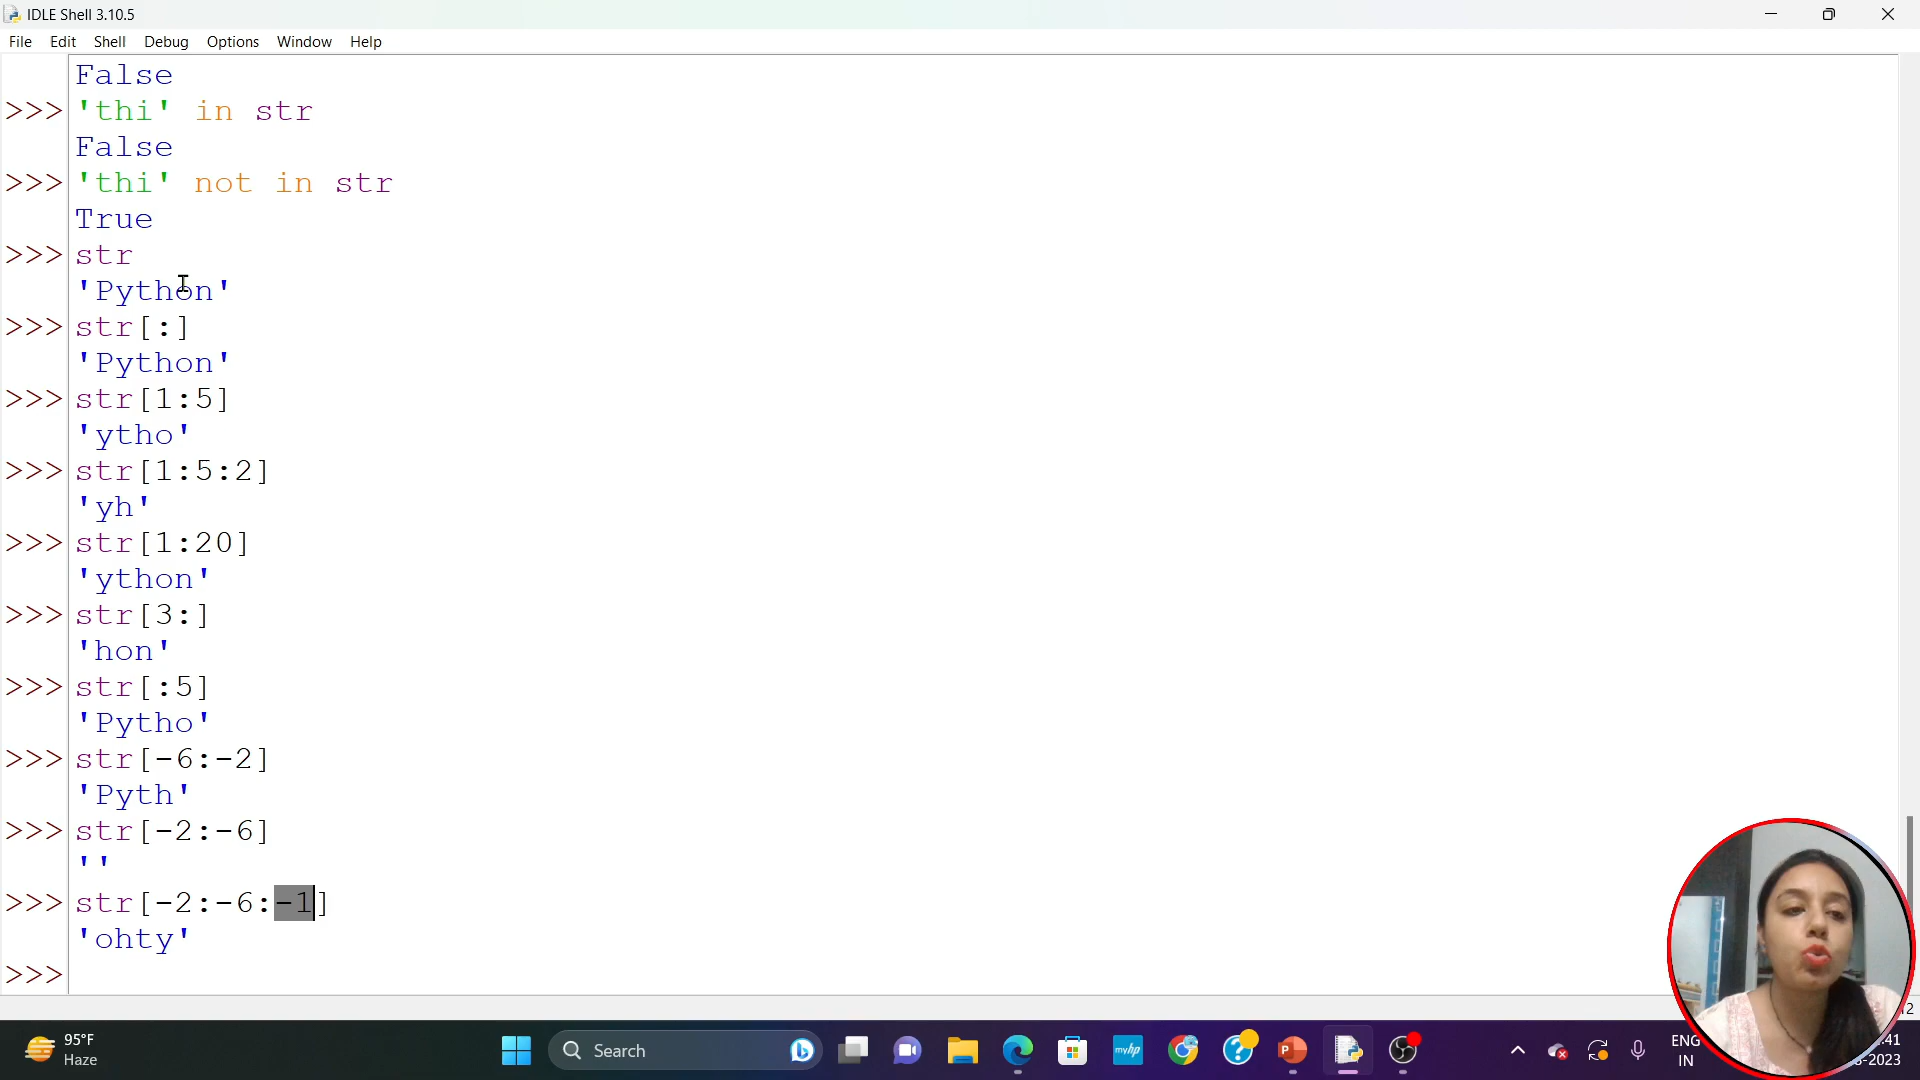 IDLE Shell 3.10.5
File Edit Shell Debug Options Window Help
False
>>> 'thi' in str
False
>>> 'thi' not in str
True
>>> str
'Python'
>>> str[:]
'Python'
>>> str[1:5]
'ytho'
>>> str[1:5:2]
'yh'
>>> str[1:20]
'ython'
>>> str[3:]
'hon'
>>> str[:5]
'Pytho'
>>> str[-6:-2]
'Pyth'
>>> str[-2:-6]
''
>>> str[-2:-6:-1]
'ohty'
>>>
95°F
Haze
Search
myhp
ENG
IN